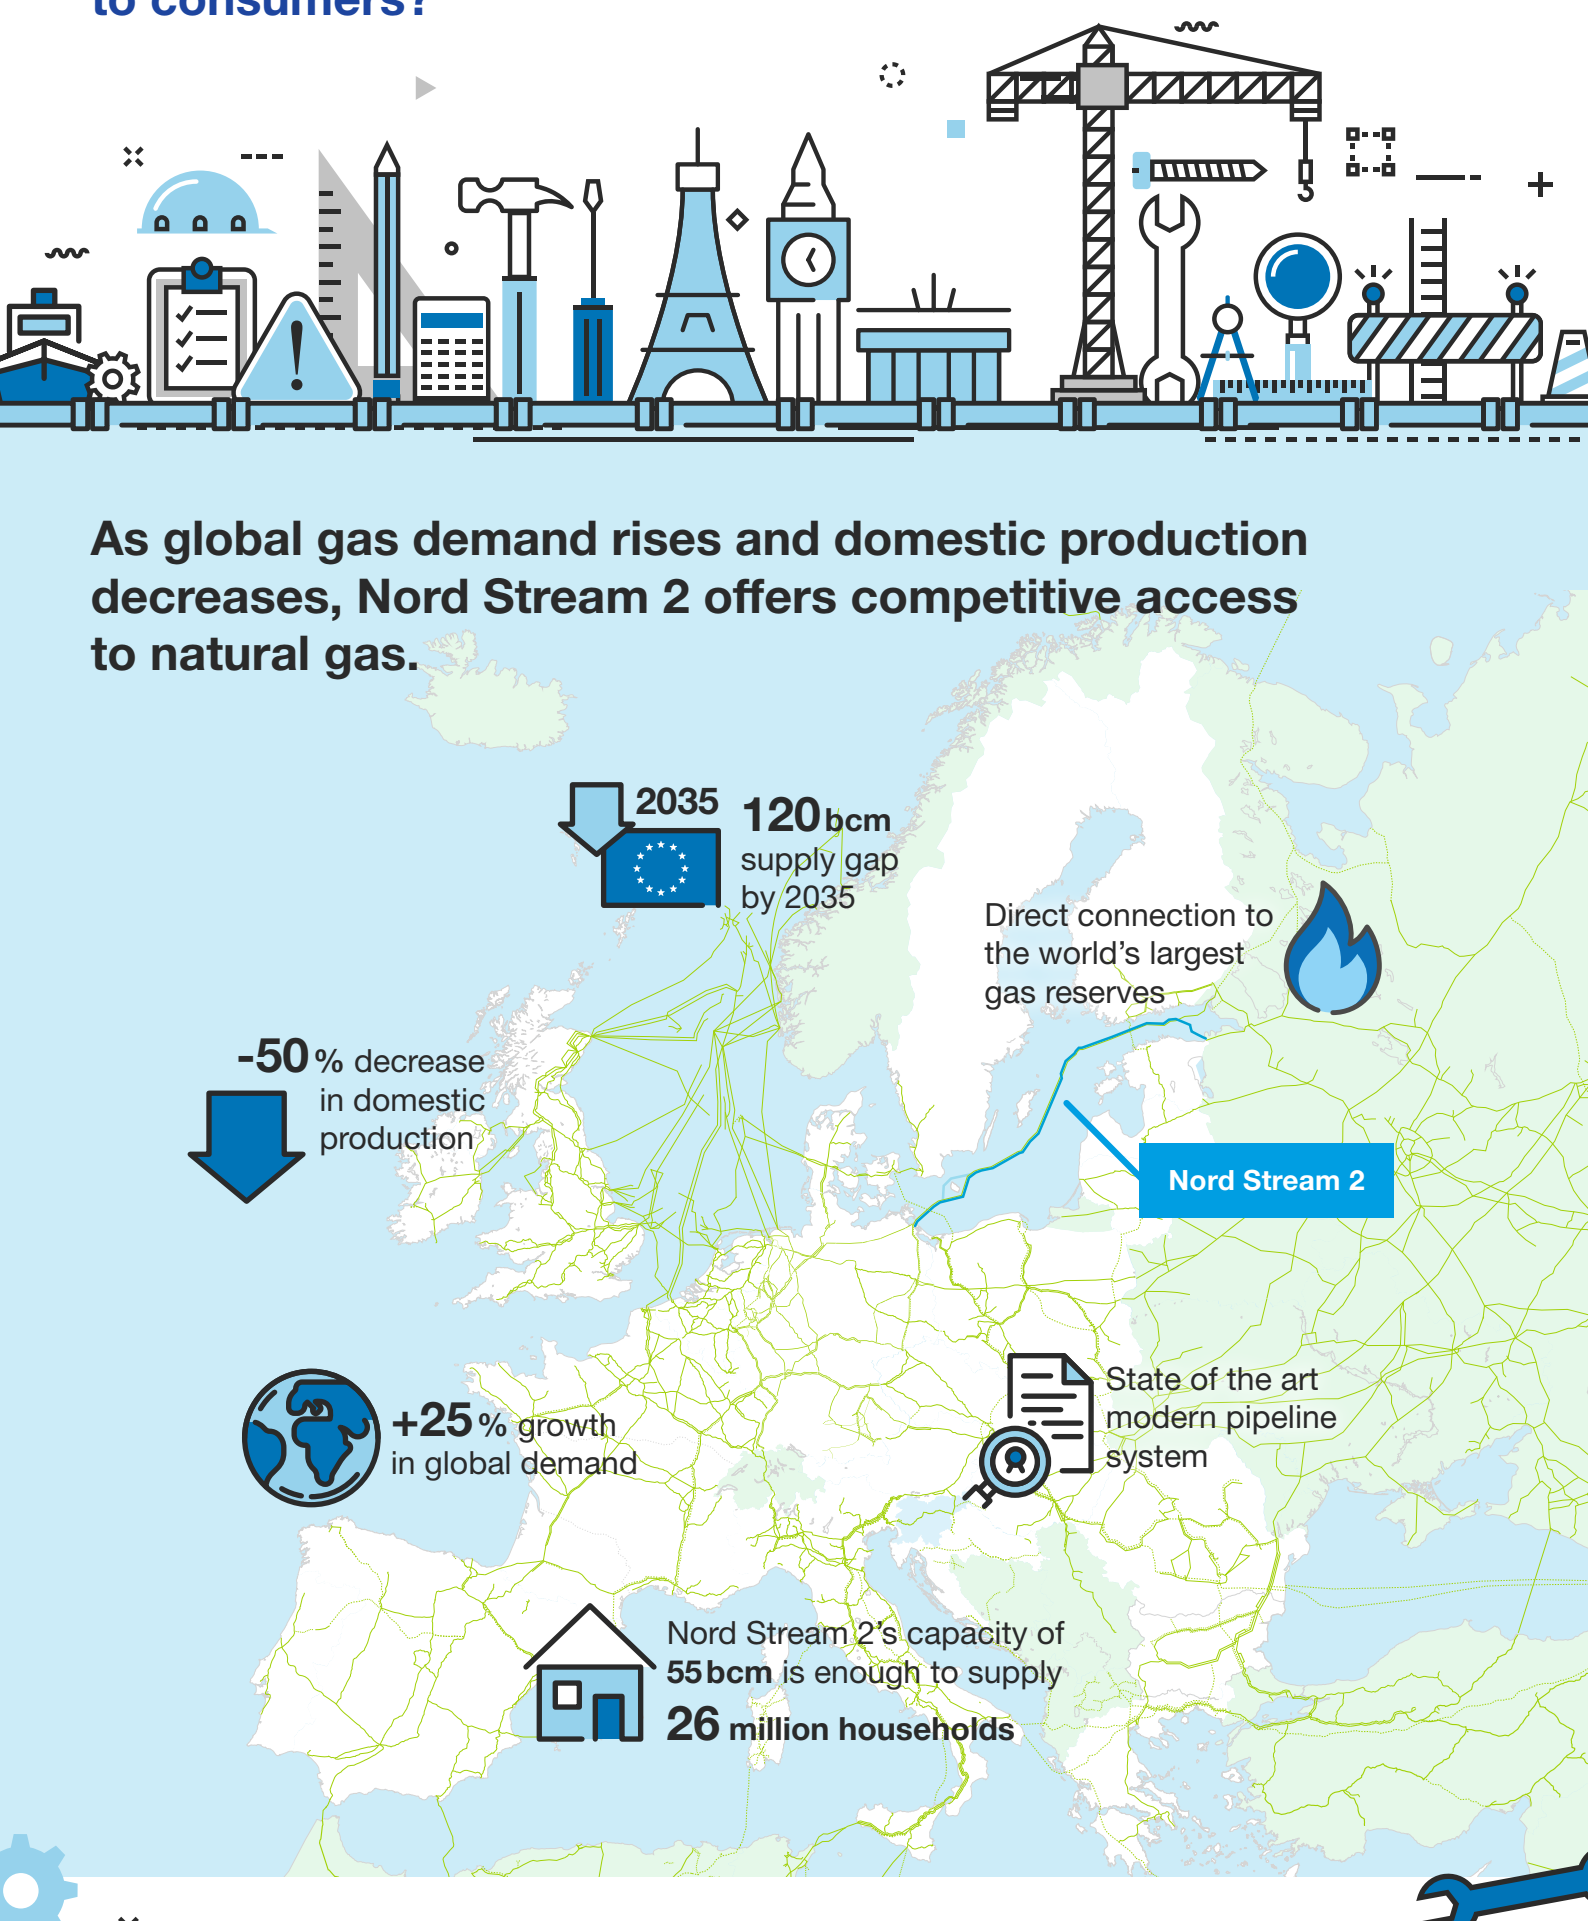 to consumers?
As global gas demand rises and domestic production
decreases, Nord Stream 2 offers competitive access
to natural gas.
2035
120 bcm
supply gap
by 2035
Direct connection to
the world’s largest
gas reserves
-50 % decrease
in domestic
production
Nord Stream 2
State of the art
modern pipeline
system
+25 % growth
in global demand
Nord Stream 2’s capacity of
55 bcm is enough to supply
26 million households